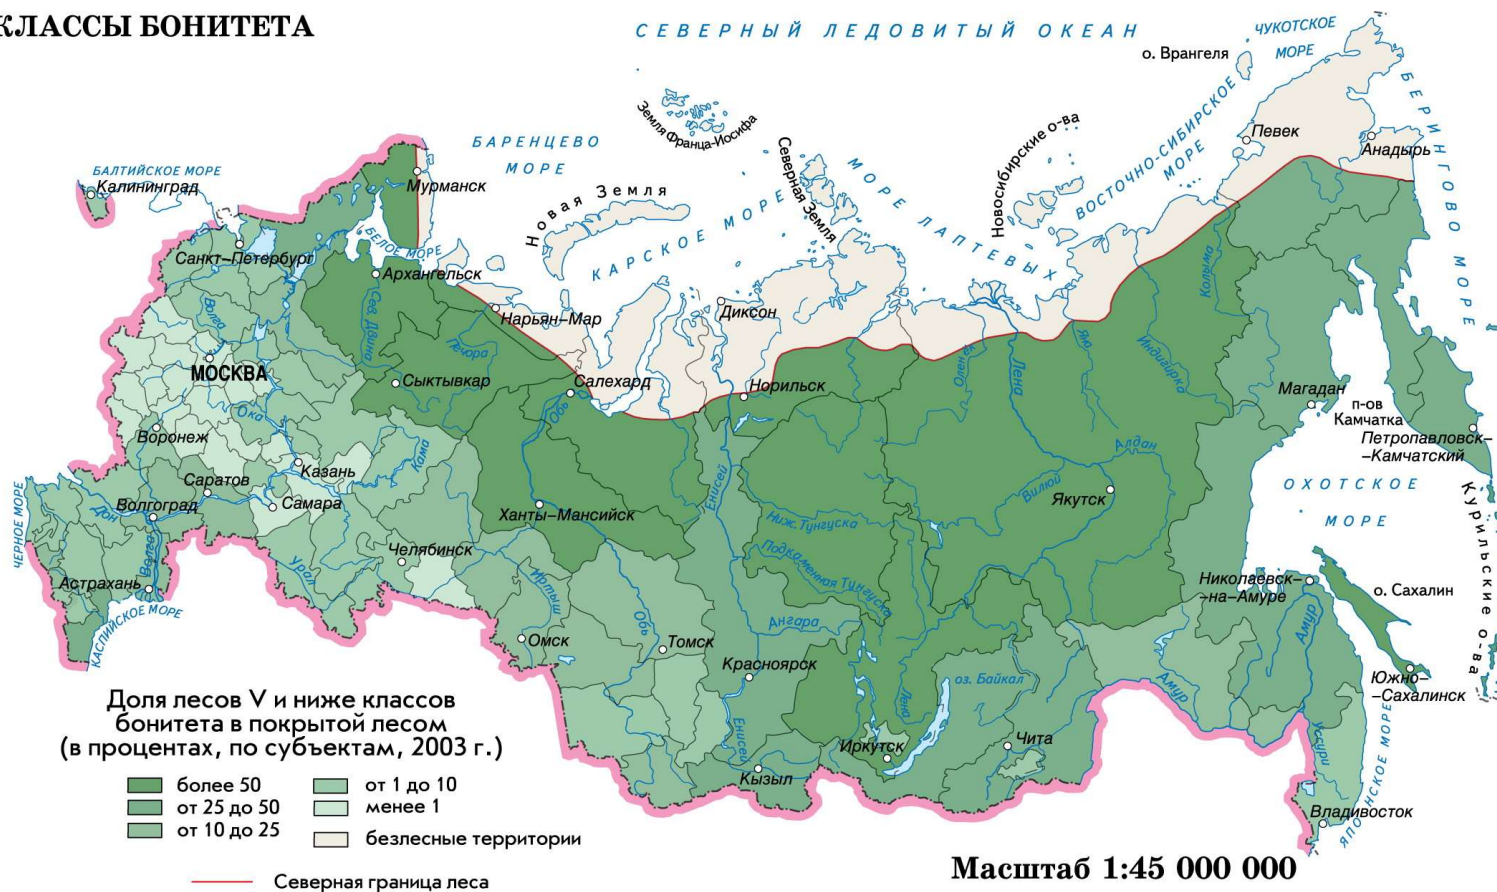 КЛАССЫ БОНИТЕТА
СЕВЕРНЫЙ ЛЕДОВИТЫЙ ОКЕАН
ЧУКОТСКОЕ
МОРЕ
о. Врангеля
БЕРИНГОВО МОРЕ
ВОСТОЧНО-СИБИРСКОЕ
МОРЕ
Певек
Анадырь
Земля Франца-Иосифа
Новосибирские о-ва
Северная Земля
МОРЕ ЛАПТЕВЫХ
БАРЕНЦЕВО
МОРЕ
Новая Земля
КАРСКОЕ МОРЕ
БАЛТИЙСКОЕ МОРЕ
Калининград
Мурманск
БЕЛОЕ МОРЕ
Санкт-Петербург
Архангельск
Нарьян-Мар
Диксон
Волга
Сев. Двина
Печора
МОСКВА
Сыктывкар
Салехард
Обь
Норильск
Оленек
Лена
Яна
Индигирка
Колыма
Магадан
п-ов
Камчатка
Петропавловск-
-Камчатский
Ока
Воронеж
Кама
Казань
Саратов
Самара
Волгоград
Дон
Волга
ЧЕРНОЕ МОРЕ
Ханты-Мансийск
Енисей
Ниж. Тунгуска
Подкаменная Тунгуска
Вилюй
Алдан
Якутск
ОХОТСКОЕ
МОРЕ
Курильские о-ва
Челябинск
Урал
Астрахань
КАСПИЙСКОЕ МОРЕ
Иртыш
Омск
Обь
Томск
Ангара
Красноярск
Енисей
Кызыл
Лена
Иркутск
оз. Байкал
Чита
Николаевск-
-на-Амуре
Амур
Амур
о. Сахалин
Южно-
-Сахалинск
Уссури
ЯПОНСКОЕ МОРЕ
Владивосток
Доля лесов V и ниже классов
бонитета в покрытой лесом
(в процентах, по субъектам, 2003 г.)
более 50
от 25 до 50
от 10 до 25
от 1 до 10
менее 1
безлесные территории
Северная граница леса
Масштаб 1:45 000 000